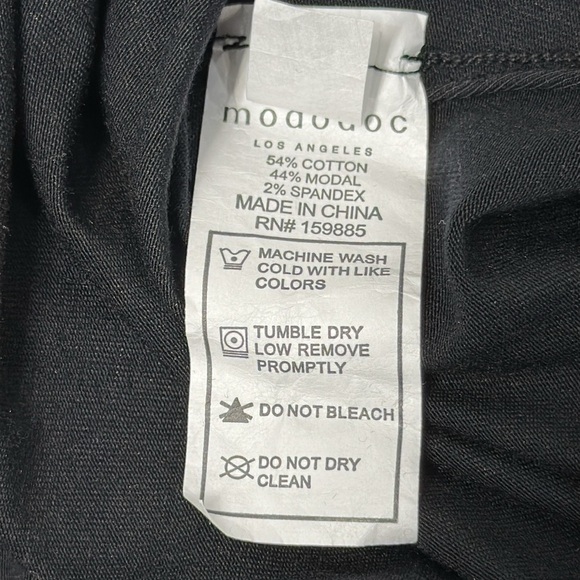 mododoc
LOS ANGELES
54% COTTON
44% MODAL
2% SPANDEX
MADE IN CHINA
RN# 159885
MACHINE WASH
COLD WITH LIKE
COLORS
TUMBLE DRY
LOW REMOVE
PROMPTLY
DO NOT BLEACH
DO NOT DRY
CLEAN